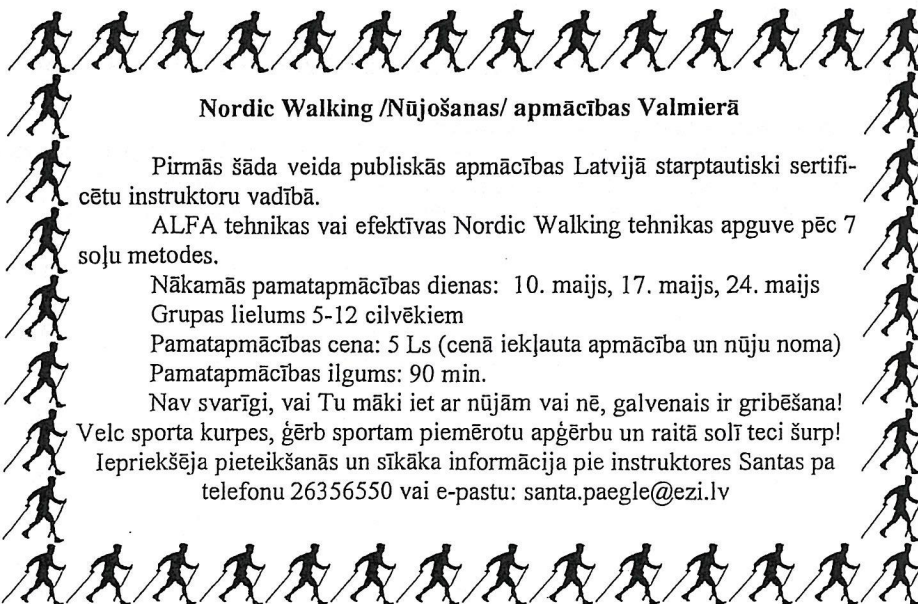 Nordic Walking /Nūjošanas/ apmācības Valmierā
Pirmās šāda veida publiskās apmācības Latvijā starptautiski sertifi-
cētu instruktoru vadībā.
ALFA tehnikas vai efektīvas Nordic Walking tehnikas apguve pēc 7
soļu metodes.
Nākamās pamatapmācības dienas: 10. maijs, 17. maijs, 24. maijs
Grupas lielums 5-12 cilvēkiem
Pamatapmācības cena: 5 Ls (cenā iekļauta apmācība un nūju noma)
Pamatapmācības ilgums: 90 min.
Nav svarīgi, vai Tu māki iet ar nūjām vai nē, galvenais ir gribēšana!
Velc sporta kurpes, ģērb sportam piemērotu apģērbu un raitā solī teci šurp!
Iepriekšēja pieteikšanās un sīkāka informācija pie instruktores Santas pa
telefonu 26356550 vai e-pastu: santa.paegle@ezi.lv